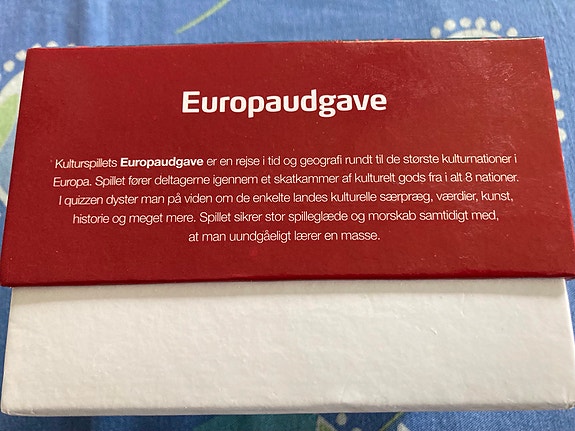 Europaudgave
Kulturspillets Europaudgave er en rejse i tid og geografi rundt til de største kulturnationer i
Europa. Spillet fører deltagerne igennem et skatkammer af kulturelt gods fra i alt 8 nationer.
I quizzen dyster man på viden om de enkelte landes kulturelle særpræg, værdier, kunst,
historie og meget mere. Spillet sikrer stor spilleglæde og morskab samtidigt med,
at man uundgåeligt lærer en masse.